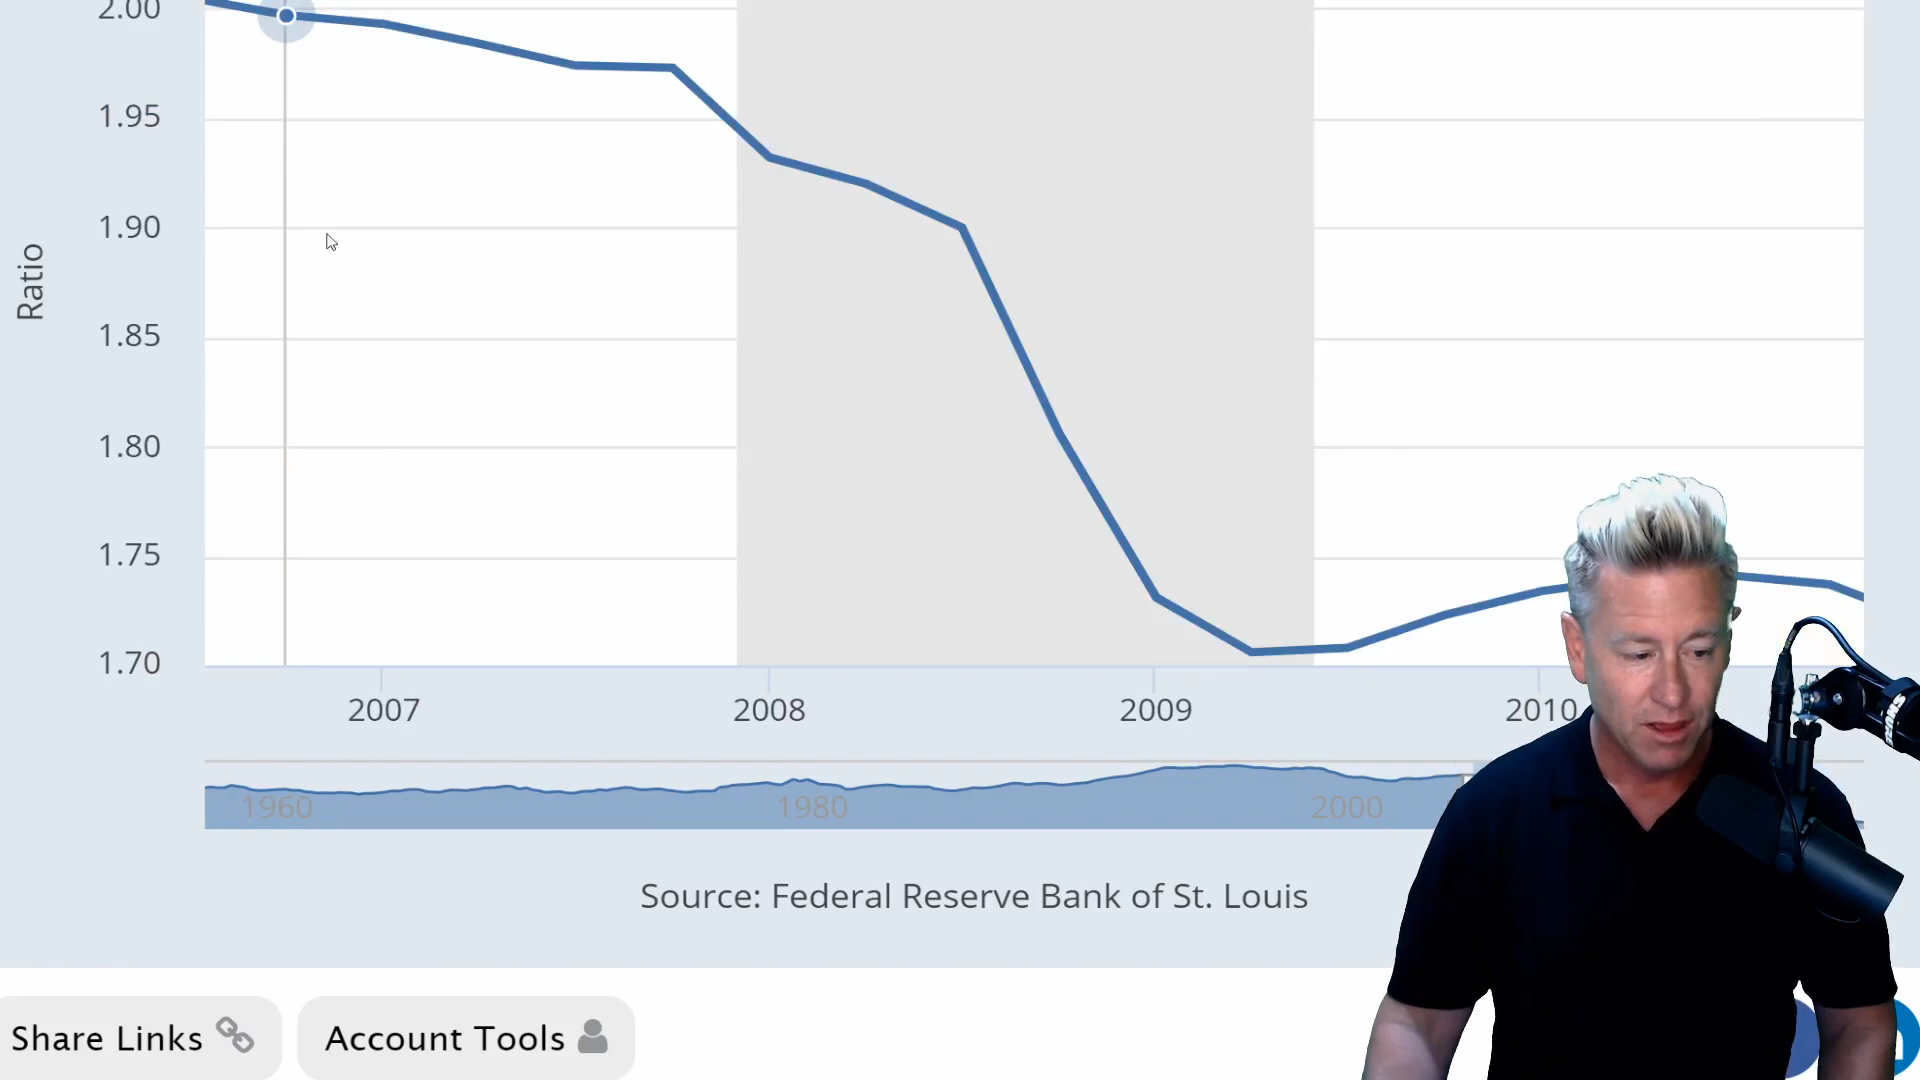 2.00
1.95
1.90
Ratio
1.85
1.80
1.75
1.70
2007 2008 2009 2010
1960 1980 2000
Source: Federal Reserve Bank of St. Louis
Share Links Account Tools